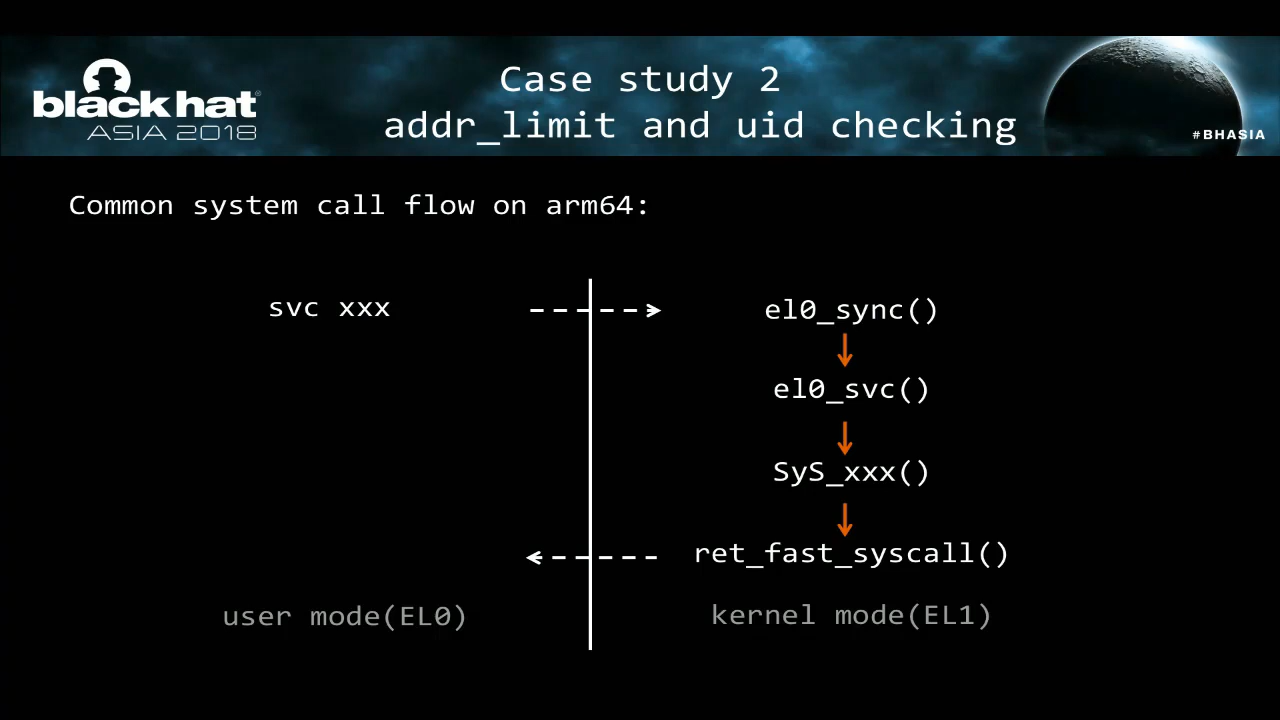 black hat
ASIA 2018
Case study 2
addr_limit and uid checking
#BHASIA
Common system call flow on arm64:
svc xxx
el0_sync()
el0_svc()
SyS_xxx()
ret_fast_syscall()
user mode(EL0)
kernel mode(EL1)